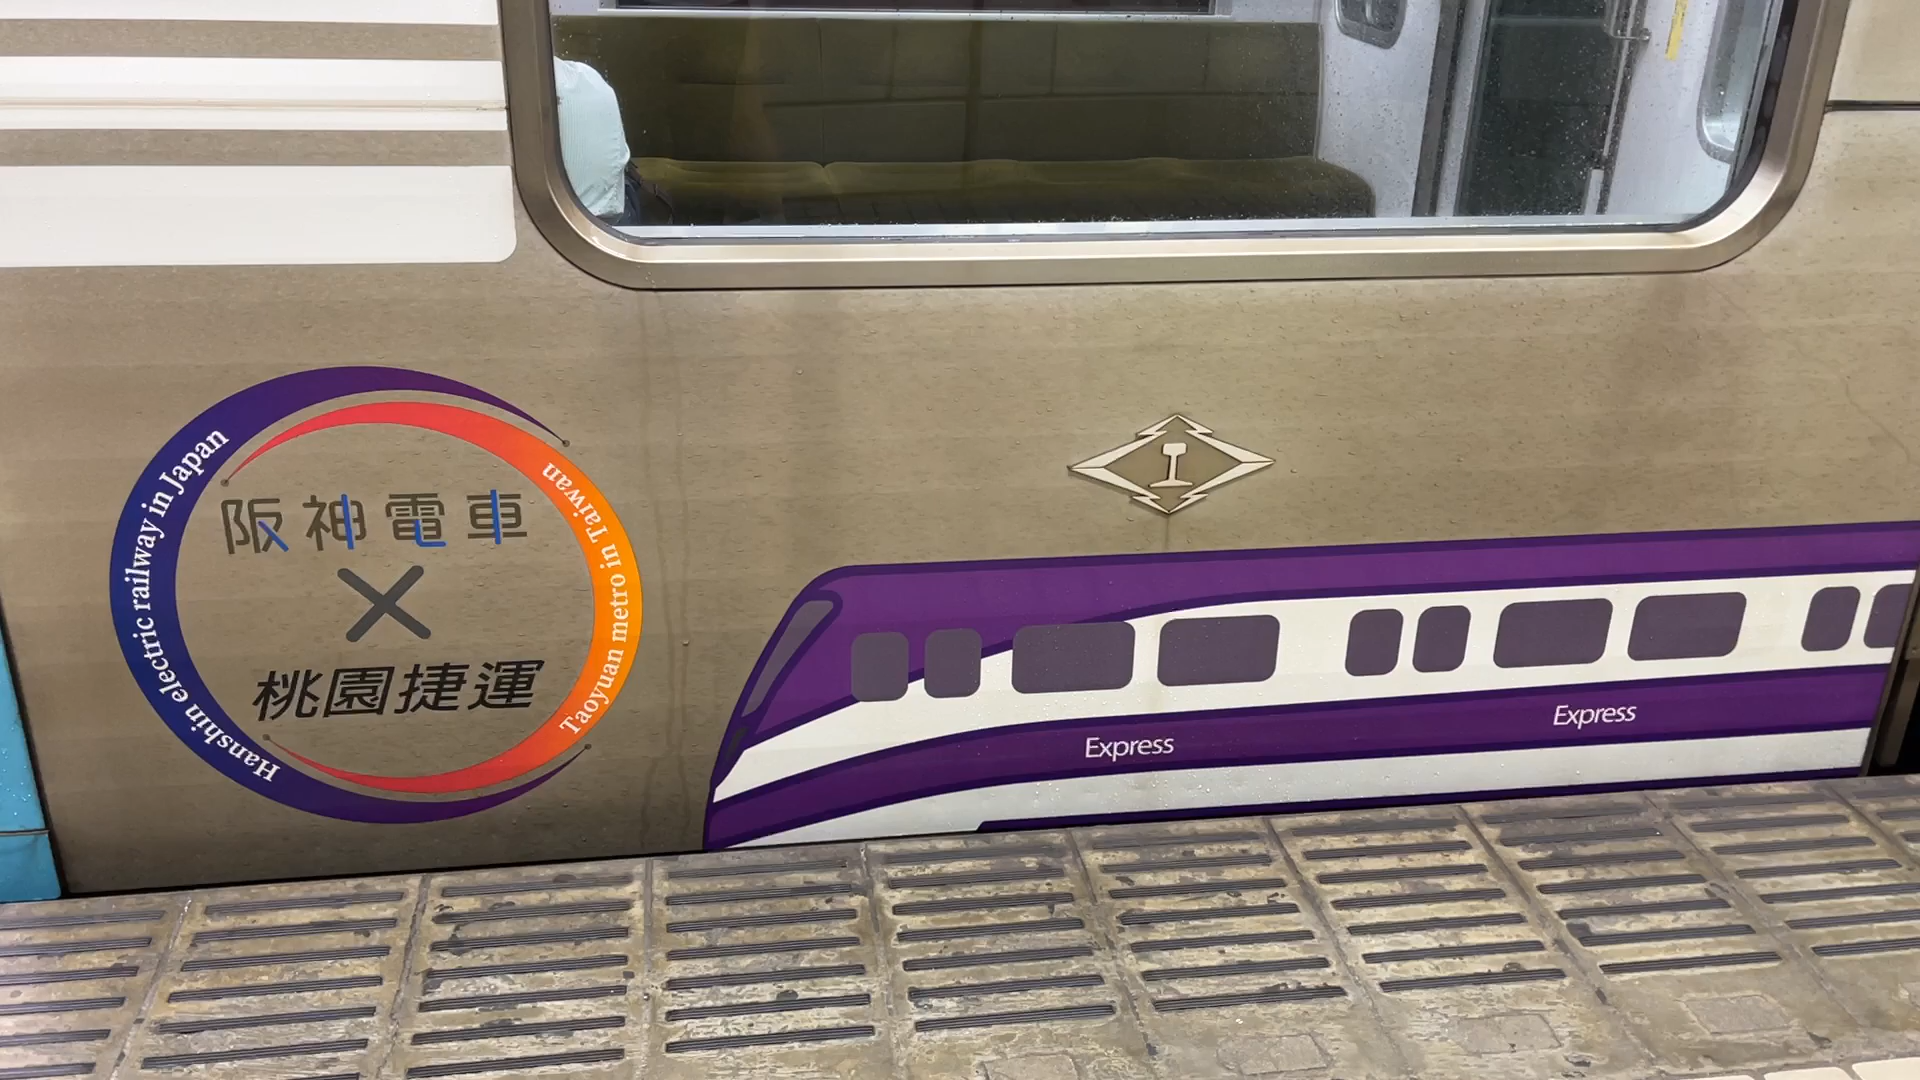 Hanshin electric railway in Japan
Taoyuan metro in Taiwan
阪神電車
×
桃園捷運
Express
Express